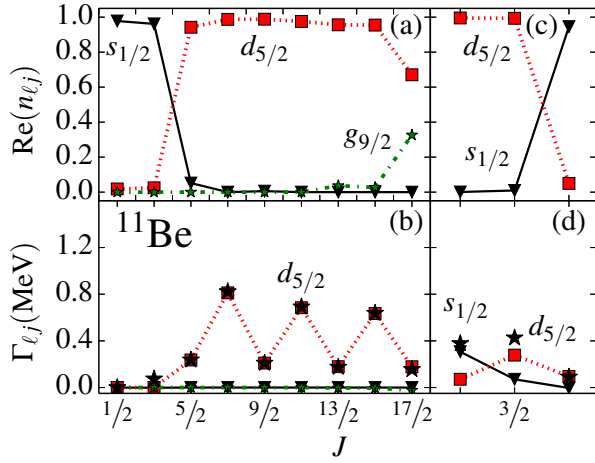 1.0
0.8
0.6
0.4
0.2
0.0
Re(nℓj)
s1/2
d5/2
g9/2
(a)
(c)
d5/2
s1/2
1.2
0.8
0.4
0.0
Γℓj(MeV)
11Be
(b)
d5/2
(d)
s1/2
d5/2
1/2 5/2 9/2 13/2 17/2 3/2
J